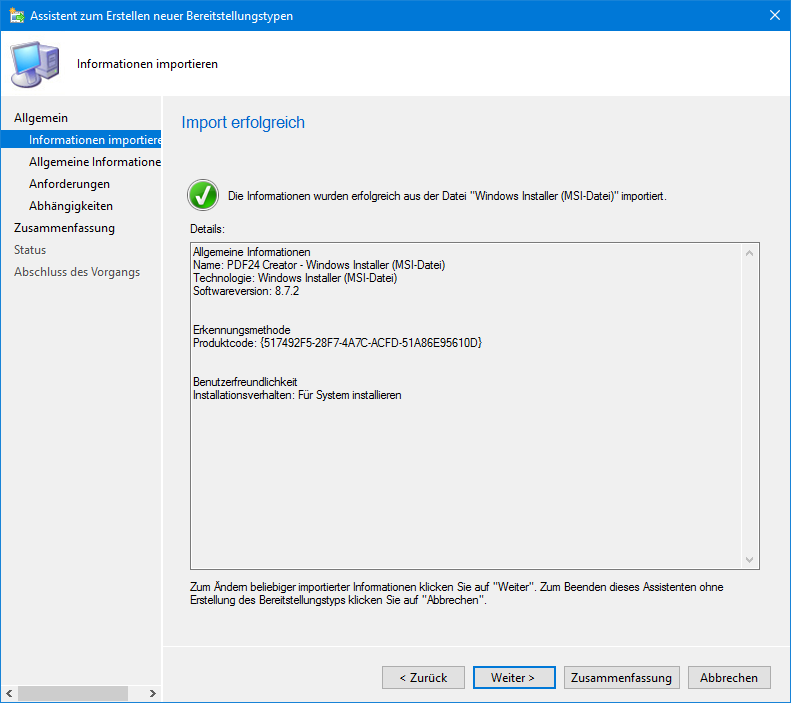 Assistent zum Erstellen neuer Bereitstellungstypen
Informationen importieren
Allgemein
Informationen importiere
Allgemeine Informatione
Anforderungen
Abhängigkeiten
Zusammenfassung
Status
Abschluss des Vorgangs
Import erfolgreich
Die Informationen wurden erfolgreich aus der Datei "Windows Installer (MSI-Datei)" importiert.
Details:
Allgemeine Informationen
Name: PDF24 Creator - Windows Installer (MSI-Datei)
Technologie: Windows Installer (MSI-Datei)
Softwareversion: 8.7.2
Erkennungsmethode
Produktcode: {517492F5-28F7-4A7C-ACFD-51A86E95610D}
Benutzerfreundlichkeit
Installationsverhalten: Für System installieren
Zum Ändern beliebiger importierter Informationen klicken Sie auf "Weiter". Zum Beenden dieses Assistenten ohne
Erstellung des Bereitstellungstyps klicken Sie auf "Abbrechen".
< Zurück
Weiter >
Zusammenfassung
Abbrechen